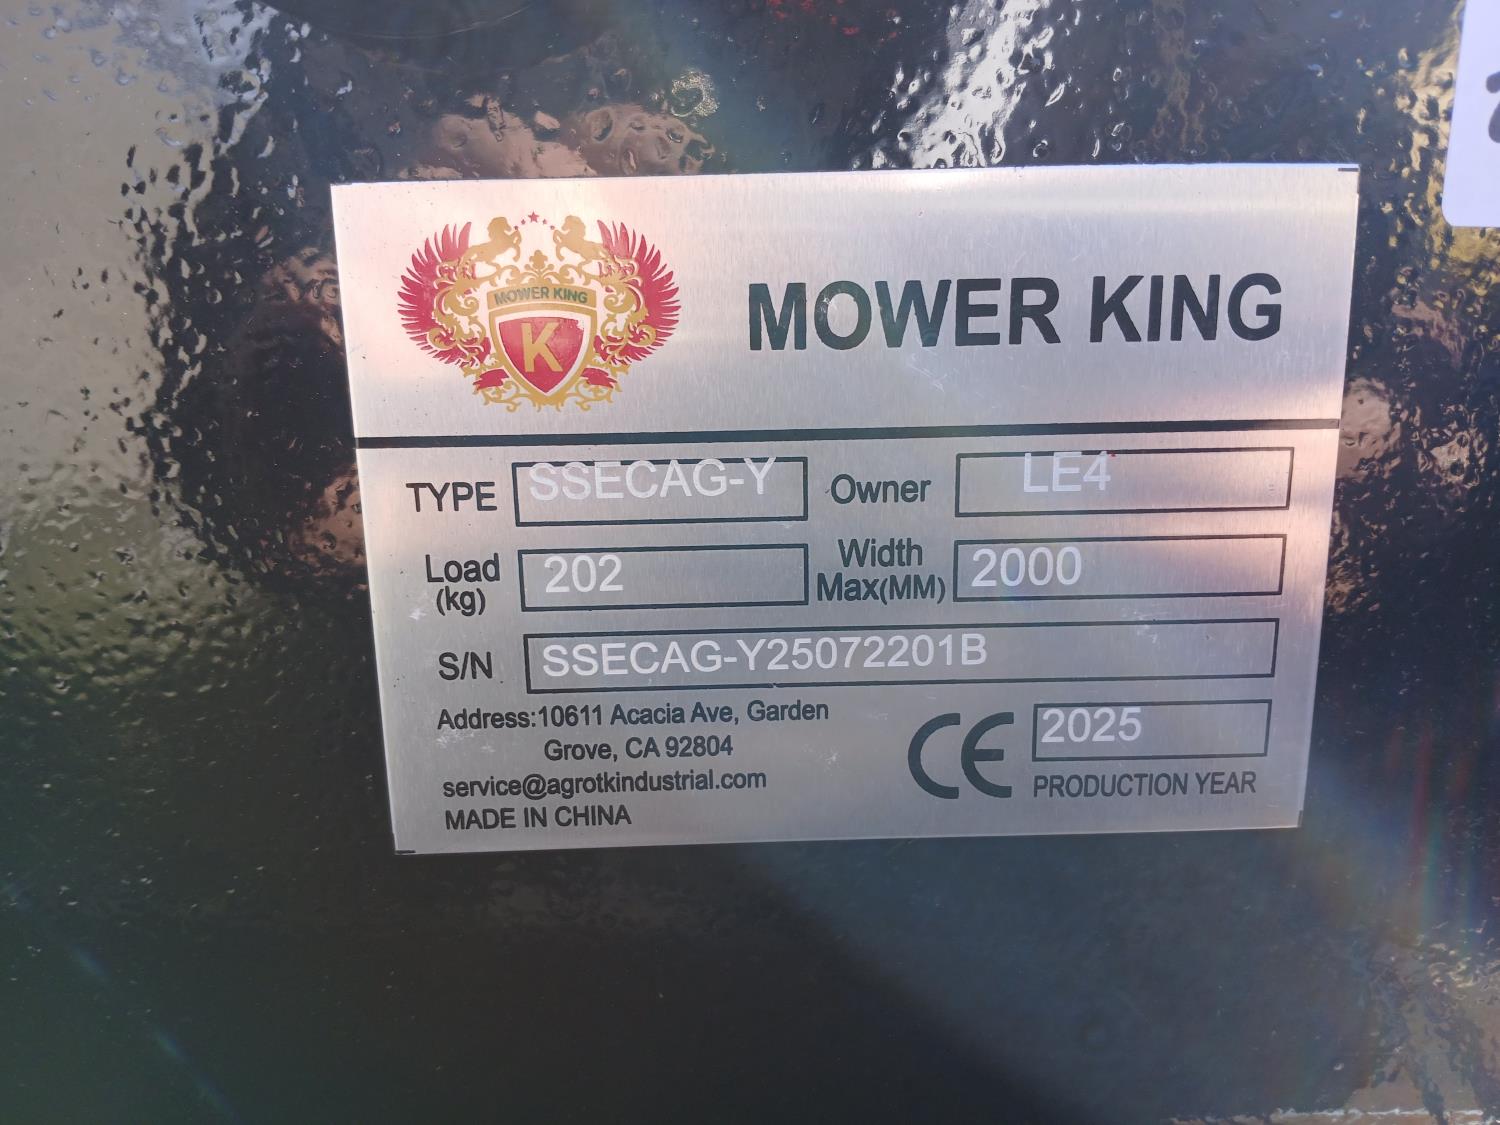 MOWER KING
K
MOWER KING
TYPE SSECAG-Y Owner LE4
Load (kg) 202 Width Max(MM) 2000
S/N SSECAG-Y25072201B
Address:10611 Acacia Ave, Garden
Grove, CA 92804
service@agrotkindustrial.com
MADE IN CHINA
CE 2025
PRODUCTION YEAR